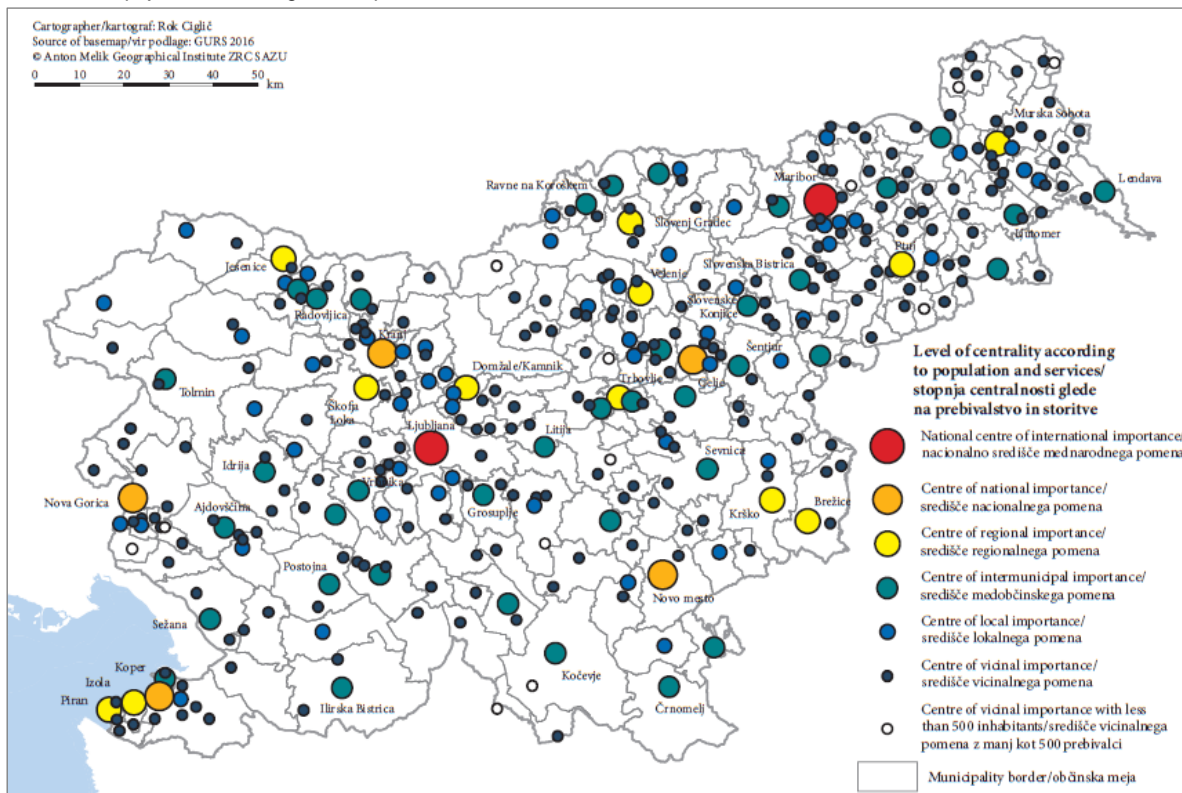 Cartographer/kartograf: Rok Ciglič
Source of basemap/vir podlage: GURS 2016
© Anton Melik Geographical Institute ZRC SAZU
0 10 20 30 40 50
km
Murska Sobota
Maribor
Lendava
Ravne na Koroškem
Slovenj Gradec
Ljutomer
Ptuj
Jesenice
Velenje
Slovenska Bistrica
Radovljica
Slovenske
Konjice
Kranj
Šentjur
Domžale/Kamnik
Celje
Trbovlje
Tolmin
Škofja
Loka
Ljubljana
Litija
Idrija
Vrhnika
Sevnica
Nova Gorica
Ajdovščina
Grosuplje
Krško
Brežice
Postojna
Novo mesto
Sežana
Koper
Izola
Piran
Kočevje
Ilirska Bistrica
Črnomelj
Level of centrality according
to population and services/
stopnja centralnosti glede
na prebivalstvo in storitve
National centre of international importance/
nacionalno središče mednarodnega pomena
Centre of national importance/
središče nacionalnega pomena
Centre of regional importance/
središče regionalnega pomena
Centre of intermunicipal importance/
središče medobčinskega pomena
Centre of local importance/
središče lokalnega pomena
Centre of vicinal importance/
središče vicinalnega pomena
Centre of vicinal importance with less
than 500 inhabitants/središče vicinalnega
pomena z manj kot 500 prebivalci
Municipality border/občinska meja